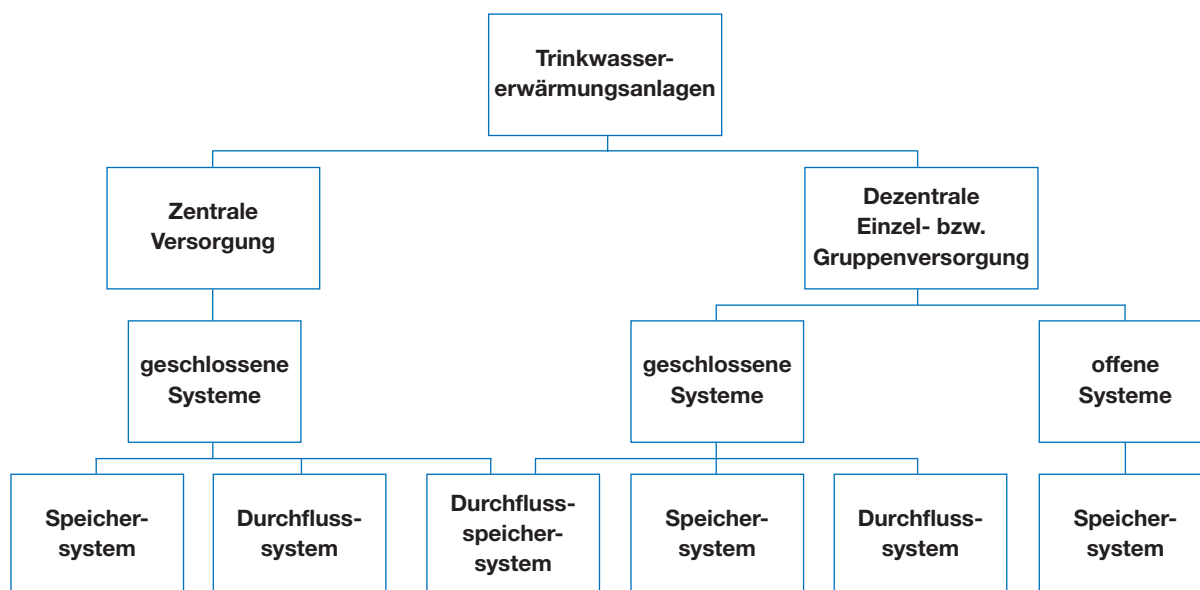 Trinkwasser-
erwärmungsanlagen
Zentrale
Versorgung
Dezentrale
Einzel- bzw.
Gruppenversorgung
geschlossene
Systeme
geschlossene
Systeme
offene
Systeme
Speicher-
system
Durchfluss-
system
Durchfluss-
speicher-
system
Speicher-
system
Durchfluss-
system
Speicher-
system